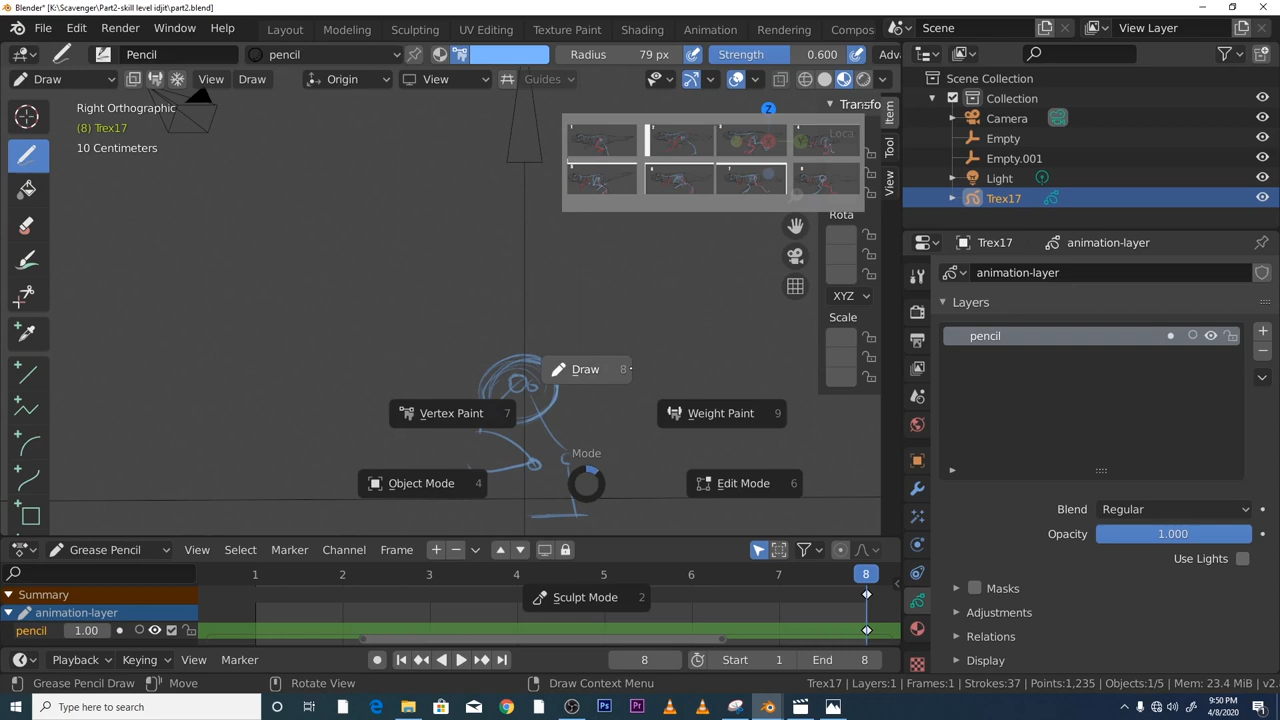 Blender* [K:\Scavenger\Part2-skill level idjit\part2.blend]
File Edit Render Window Help Layout Modeling Sculpting UV Editing Texture Paint Shading Animation Rendering Compos Scene View Layer
Pencil pencil Radius 79 px Strength 0.600 Adv
Draw View Draw Origin View Guides
Scene Collection
Collection
Camera
Empty
Empty.001
Light
Trex17
Right Orthographic
(8) Trex17
10 Centimeters
Z
Transfo
Loca
Item
Tool
View
Rota
XYZ
Scale
Draw 8
Vertex Paint 7
Weight Paint 9
Mode
Object Mode 4
Edit Mode 6
Sculpt Mode 2
Trex17 animation-layer
animation-layer
Layers
pencil
Blend Regular
Opacity 1.000
Use Lights
Masks
Adjustments
Relations
Display
Grease Pencil View Select Marker Channel Frame
1 2 3 4 5 6 7 8
Summary
animation-layer
pencil 1.00
Playback Keying View Marker 8 Start 1 End 8
Grease Pencil Draw Move Rotate View Draw Context Menu Trex17 | Layers:1 | Frames:1 | Strokes:37 | Points:1,235 | Objects:1/5 | Mem: 23.4 MiB | v2.
Type here to search
9:50 PM
4/8/2020